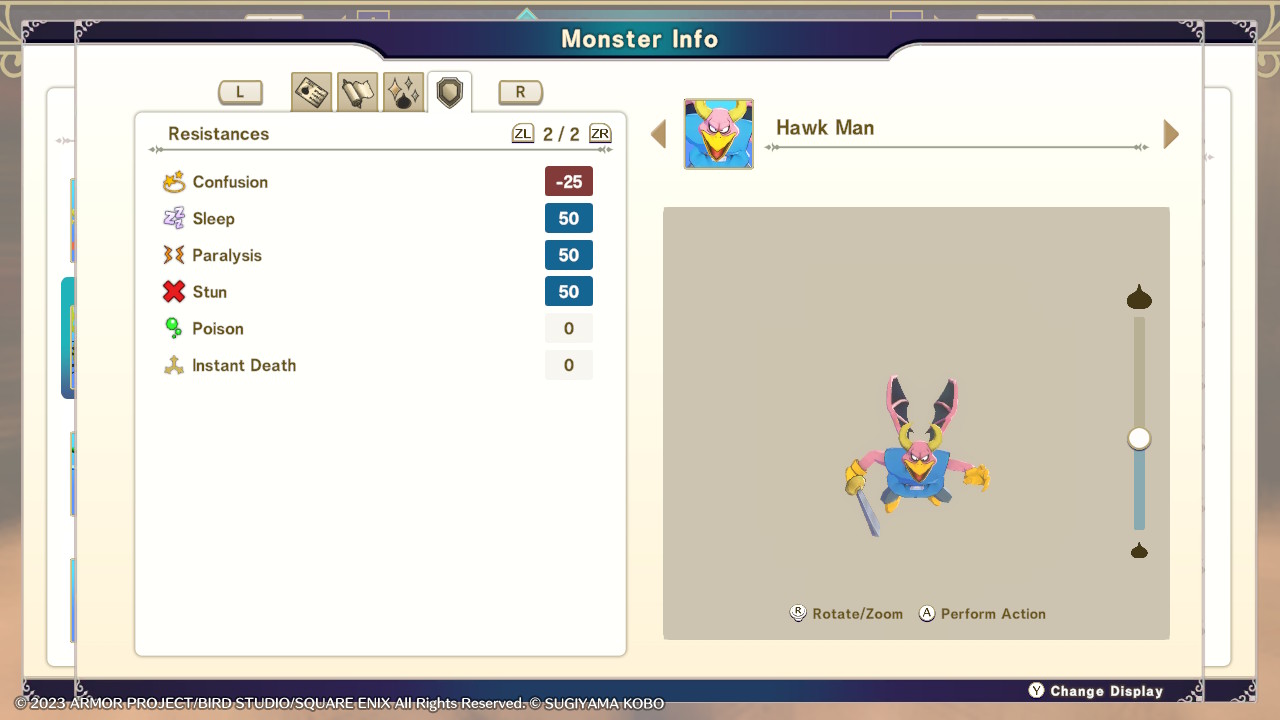 Monster Info
L
R
Resistances
ZL 2 / 2 ZR
Hawk Man
Confusion -25
Sleep 50
Paralysis 50
Stun 50
Poison 0
Instant Death 0
R Rotate/Zoom A Perform Action
Y Change Display
© 2023 ARMOR PROJECT/BIRD STUDIO/SQUARE ENIX All Rights Reserved. © SUGIYAMA KOBO